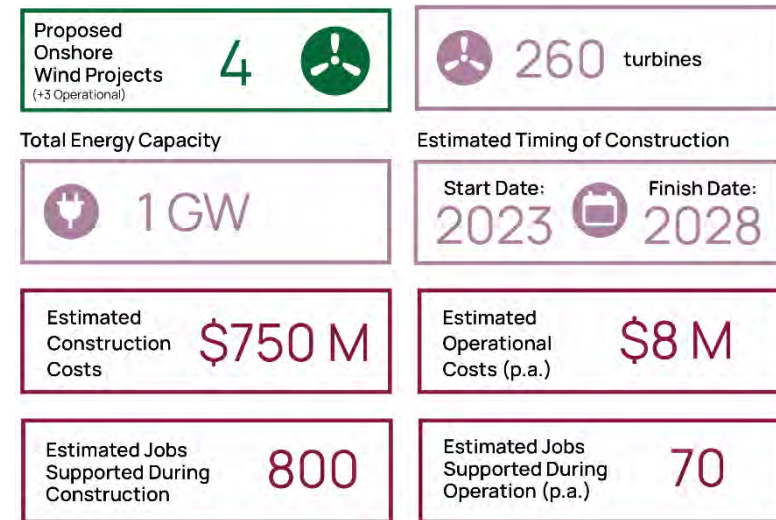 Proposed
Onshore
Wind Projects
(+3 Operational)
4
260 turbines
Total Energy Capacity
1 GW
Estimated Timing of Construction
Start Date:
2023
Finish Date:
2028
Estimated
Construction
Costs
$750 M
Estimated
Operational
Costs (p.a.)
$8 M
Estimated Jobs
Supported During
Construction
800
Estimated Jobs
Supported During
Operation (p.a.)
70